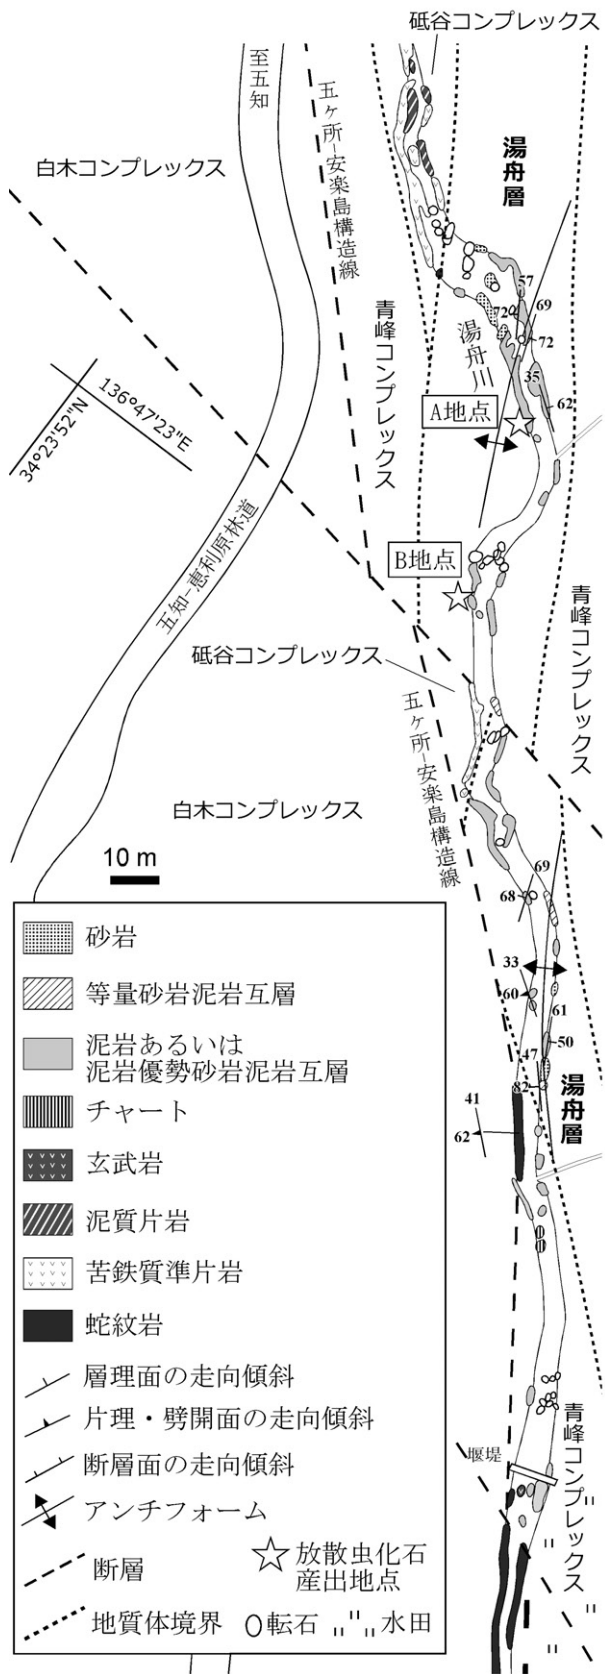 砥谷コンプレックス
至五知
五ヶ所–安楽島構造線
白木コンプレックス
湯舟層
青峰コンプレックス
湯舟川
57
72
69
72
35
62
A地点
136°47'23"E
34°23'52"N
B地点
五知–恵利原林道
砥谷コンプレックス
青峰コンプレックス
五ヶ所–安楽島構造線
白木コンプレックス
10 m
69
68
33
60
61
50
47
82
41
62
湯舟層
砂岩
等量砂岩泥岩互層
泥岩あるいは
泥岩優勢砂岩泥岩互層
チャート
玄武岩
泥質片岩
苦鉄質準片岩
蛇紋岩
層理面の走向傾斜
片理・劈開面の走向傾斜
断層面の走向傾斜
アンチフォーム
断層
放散虫化石
産出地点
地質体境界
転石
水田
堰堤
青峰コンプレックス